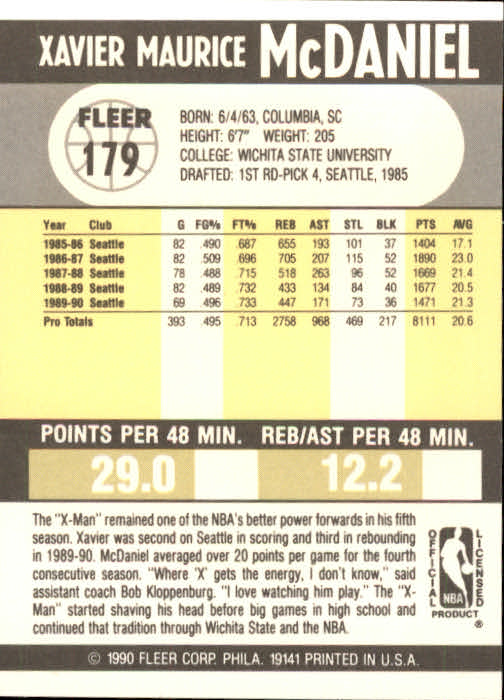 XAVIER MAURICE McDANIEL
FLEER
179
BORN: 6/4/63, COLUMBIA, SC
HEIGHT: 6'7" WEIGHT: 205
COLLEGE: WICHITA STATE UNIVERSITY
DRAFTED: 1ST RD-PICK 4, SEATTLE, 1985
Year Club G FG% FT% REB AST STL BLK PTS AVG
1985-86 Seattle 82 .490 .687 655 193 101 37 1404 17.1
1986-87 Seattle 82 .509 .696 705 207 115 52 1890 23.0
1987-88 Seattle 78 .488 .715 518 263 96 52 1669 21.4
1988-89 Seattle 82 .489 .732 433 134 84 40 1677 20.5
1989-90 Seattle 69 .496 .733 447 171 73 36 1471 21.3
Pro Totals 393 .495 .713 2758 968 469 217 8111 20.6
POINTS PER 48 MIN. REB/AST PER 48 MIN.
29.0 12.2
The "X-Man" remained one of the NBA's better power forwards in his fifth
season. Xavier was second on Seattle in scoring and third in rebounding
in 1989-90. McDaniel averaged over 20 points per game for the fourth
consecutive season. "Where 'X' gets the energy, I don't know," said
assistant coach Bob Kloppenburg. "I love watching him play." The "X-
Man" started shaving his head before big games in high school and
continued that tradition through Wichita State and the NBA.
OFFICIAL
LICENSED
NBA
PRODUCT ®
© 1990 FLEER CORP. PHILA. 19141 PRINTED IN U.S.A.